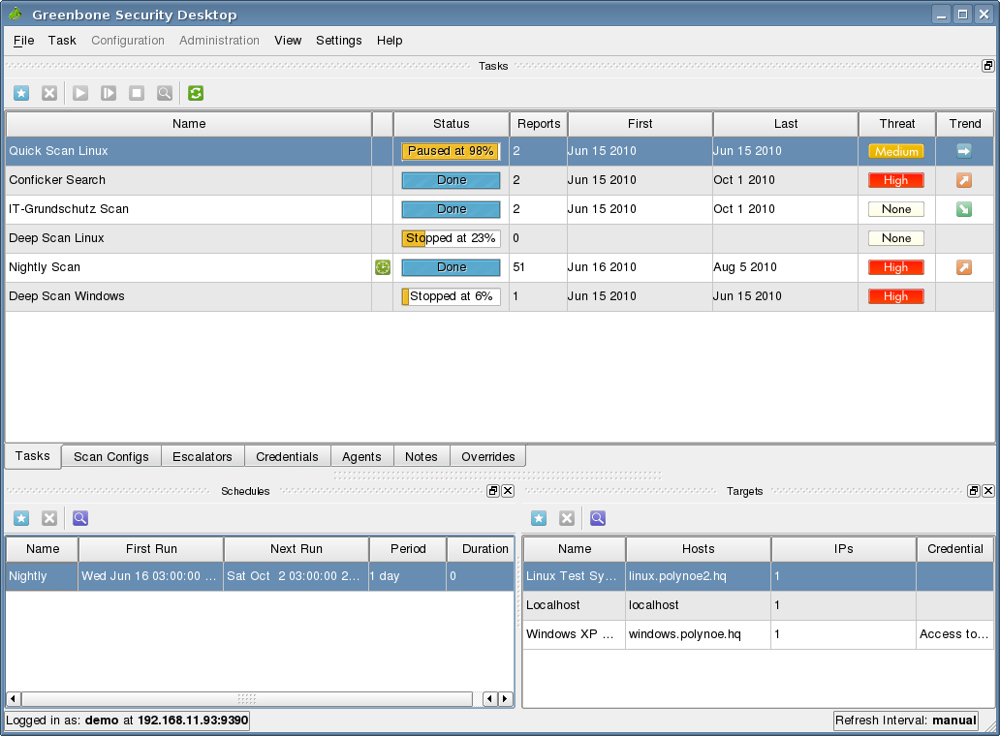 Greenbone Security Desktop
File Task Configuration Administration View Settings Help
Tasks
Name Status Reports First Last Threat Trend
Quick Scan Linux Paused at 98% 2 Jun 15 2010 Jun 15 2010 Medium
Conficker Search Done 2 Jun 15 2010 Oct 1 2010 High
IT-Grundschutz Scan Done 2 Jun 15 2010 Oct 1 2010 None
Deep Scan Linux Stopped at 23% 0 None
Nightly Scan Done 51 Jun 16 2010 Aug 5 2010 High
Deep Scan Windows Stopped at 6% 1 Jun 15 2010 Jun 15 2010 High
Tasks Scan Configs Escalators Credentials Agents Notes Overrides
Schedules
Name First Run Next Run Period Duration
Nightly Wed Jun 16 03:00:00 ... Sat Oct 2 03:00:00 2... 1 day 0
Targets
Name Hosts IPs Credential
Linux Test Sy... linux.polynoe2.hq 1
Localhost localhost 1
Windows XP ... windows.polynoe.hq 1 Access to...
Logged in as: demo at 192.168.11.93:9390
Refresh Interval: manual